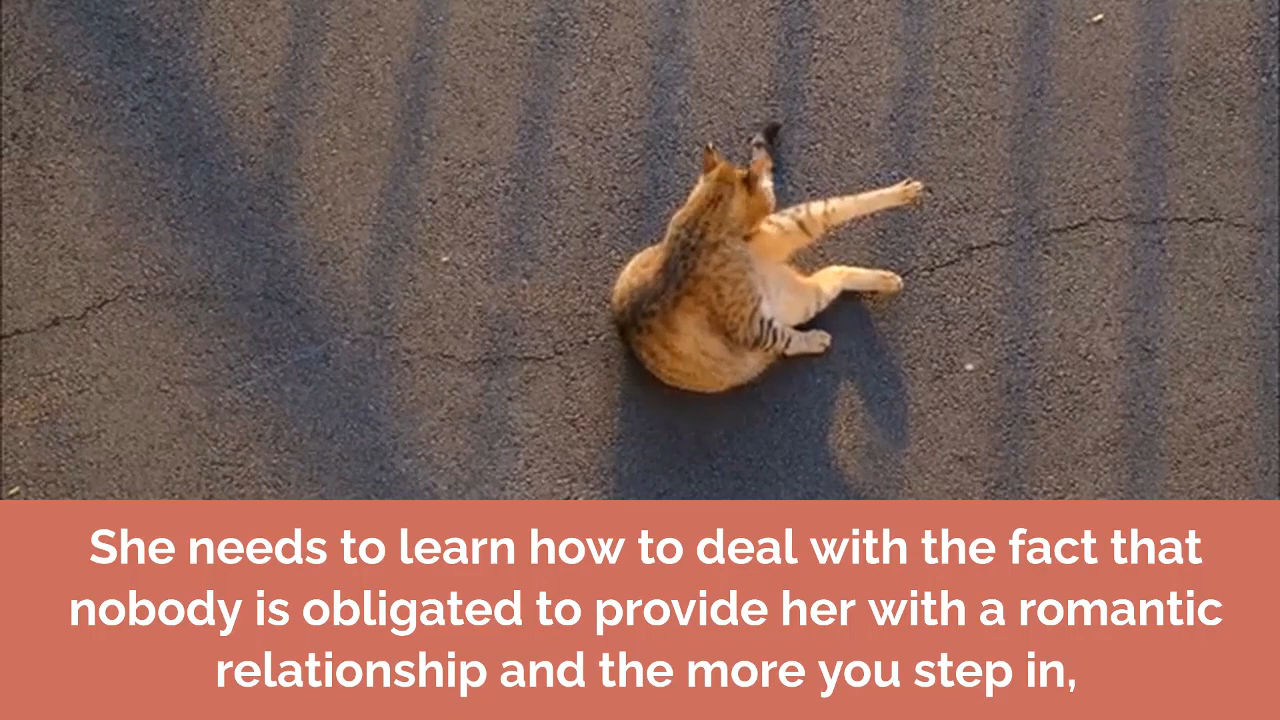 She needs to learn how to deal with the fact that
nobody is obligated to provide her with a romantic
relationship and the more you step in,